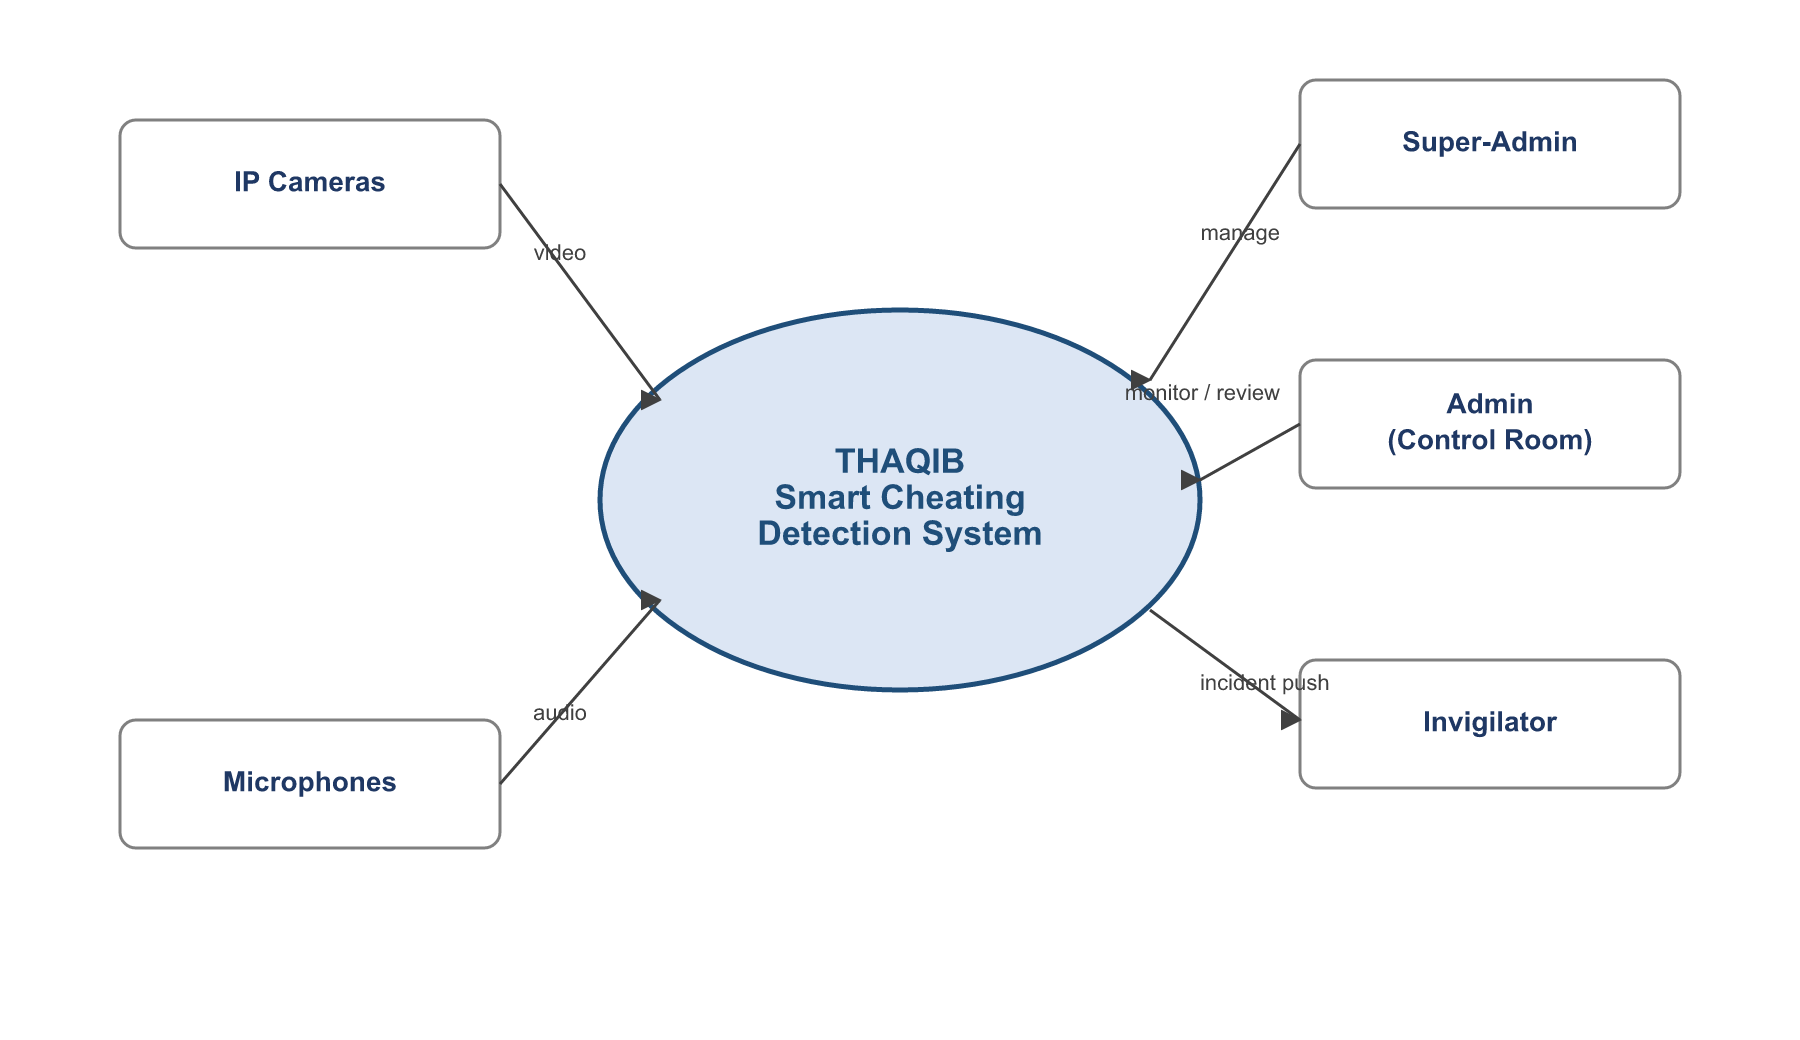 IP Cameras
video
Microphones
audio
THAQIB
Smart Cheating
Detection System
Super-Admin
manage
monitor / review
Admin
(Control Room)
incident push
Invigilator